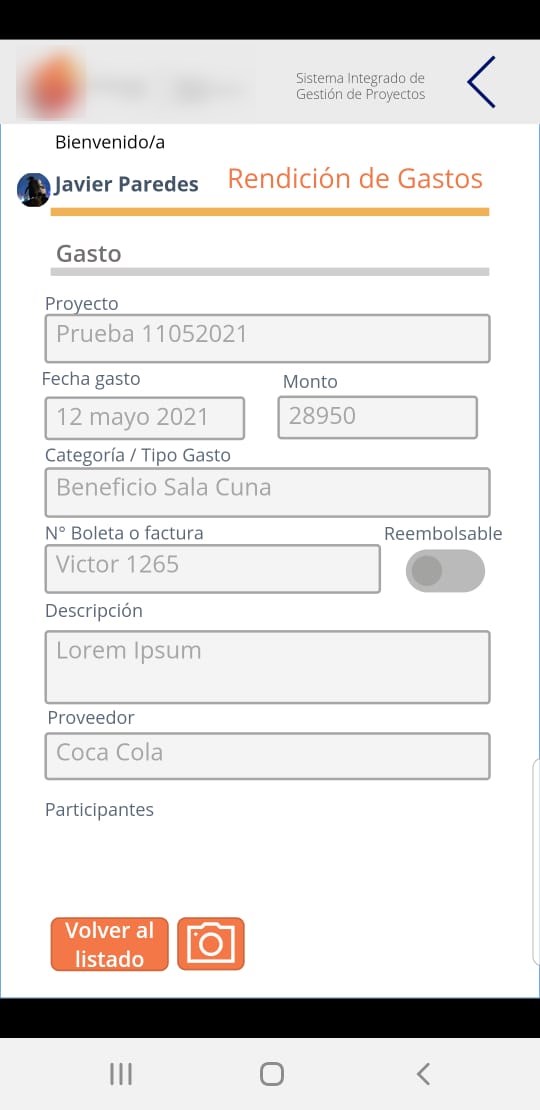 Sistema Integrado de
Gestión de Proyectos
Bienvenido/a
Javier Paredes
Rendición de Gastos
Gasto
Proyecto
Prueba 11052021
Fecha gasto
Monto
12 mayo 2021
28950
Categoría / Tipo Gasto
Beneficio Sala Cuna
N° Boleta o factura
Reembolsable
Victor 1265
Descripción
Lorem Ipsum
Proveedor
Coca Cola
Participantes
Volver al
listado